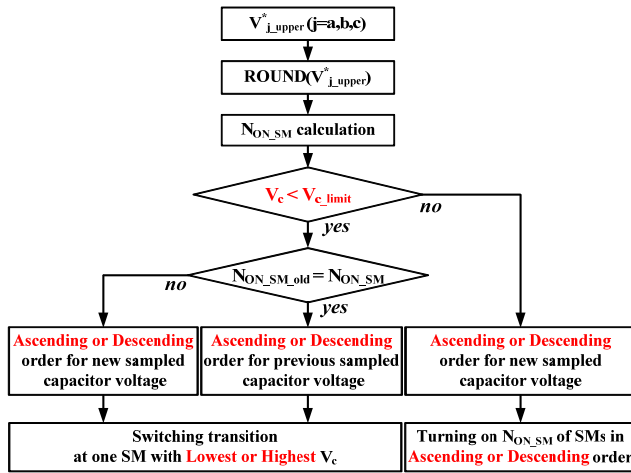 V*j_upper (j=a,b,c)
ROUND(V*j_upper)
NON_SM calculation
Vc < Vc_limit
no
yes
NON_SM_old = NON_SM
no
yes
Ascending or Descending
order for new sampled
capacitor voltage
Ascending or Descending
order for previous sampled
capacitor voltage
Ascending or Descending
order for new sampled
capacitor voltage
Switching transition
at one SM with Lowest or Highest Vc
Turning on NON_SM of SMs in
Ascending or Descending order